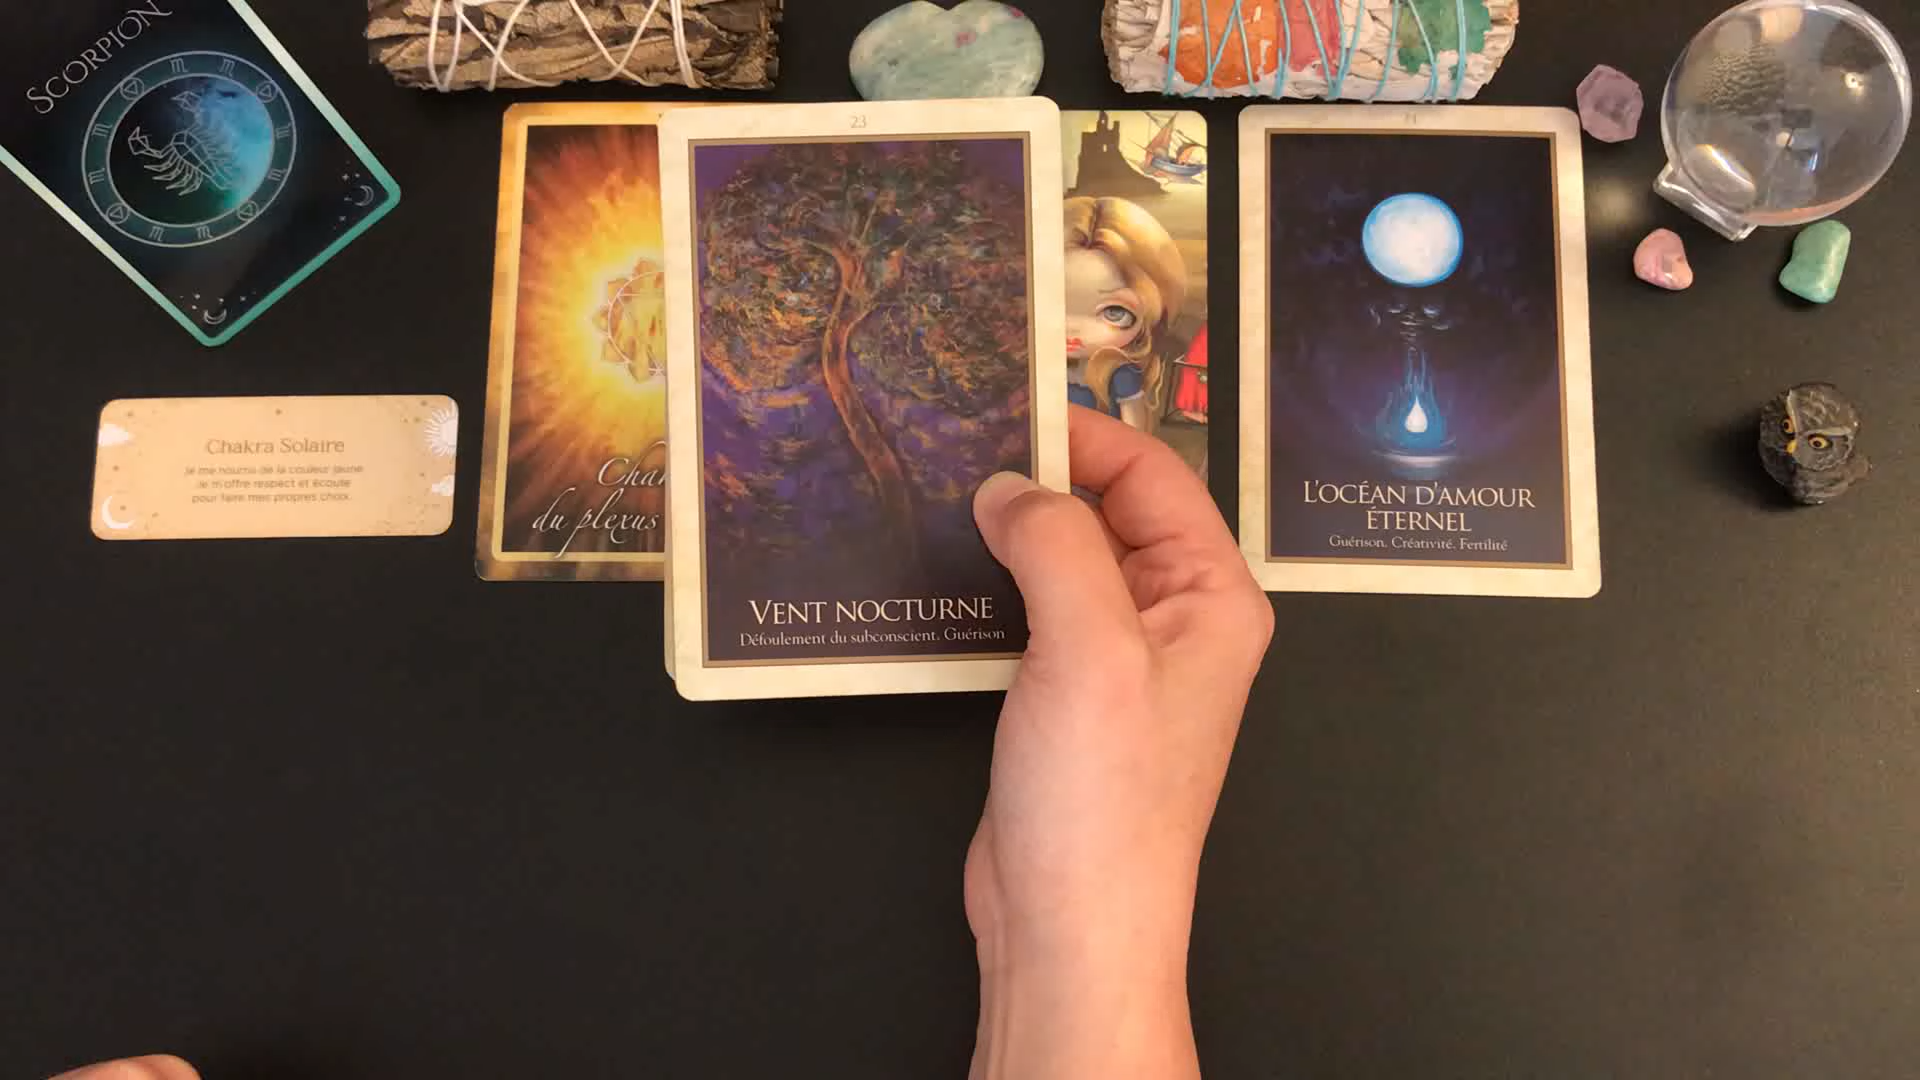 SCORPION
Chakra Solaire
Je me nourris de la couleur jaune
Je m'offre respect et écoute
pour faire mes propres choix.
du plexus
23
VENT NOCTURNE
Défoulement du subconscient. Guérison
L'OCÉAN D'AMOUR
ÉTERNEL
Guérison. Créativité. Fertilité